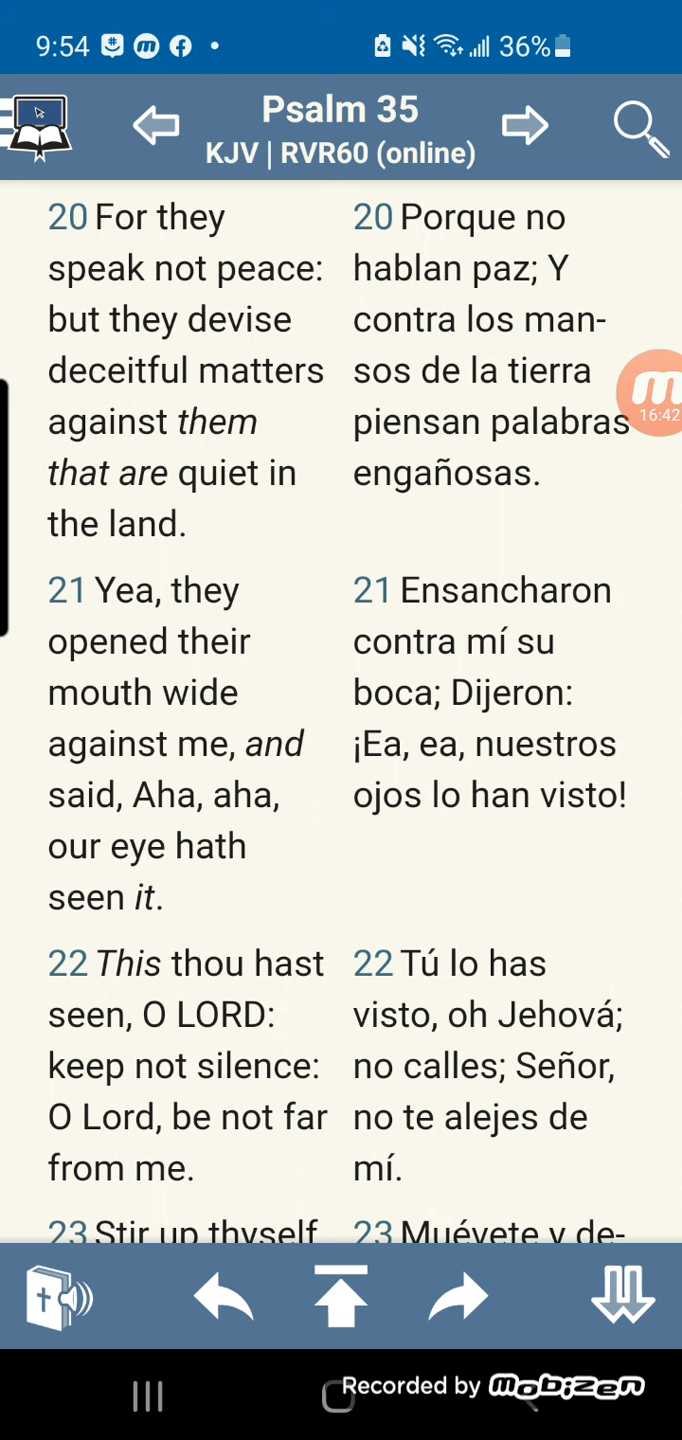 9:54
36%
Psalm 35
KJV | RVR60 (online)
20 For they
speak not peace:
but they devise
deceitful matters
against them
that are quiet in
the land.
20 Porque no
hablan paz; Y
contra los man-
sos de la tierra
piensan palabras
engañosas.
16:42
21 Yea, they
opened their
mouth wide
against me, and
said, Aha, aha,
our eye hath
seen it.
21 Ensancharon
contra mí su
boca; Dijeron:
¡Ea, ea, nuestros
ojos lo han visto!
22 This thou hast
seen, O LORD:
keep not silence:
O Lord, be not far
from me.
22 Tú lo has
visto, oh Jehová;
no calles; Señor,
no te alejes de
mí.
23 Stir up thyself
23 Muévete y de-
Recorded by Mobizen